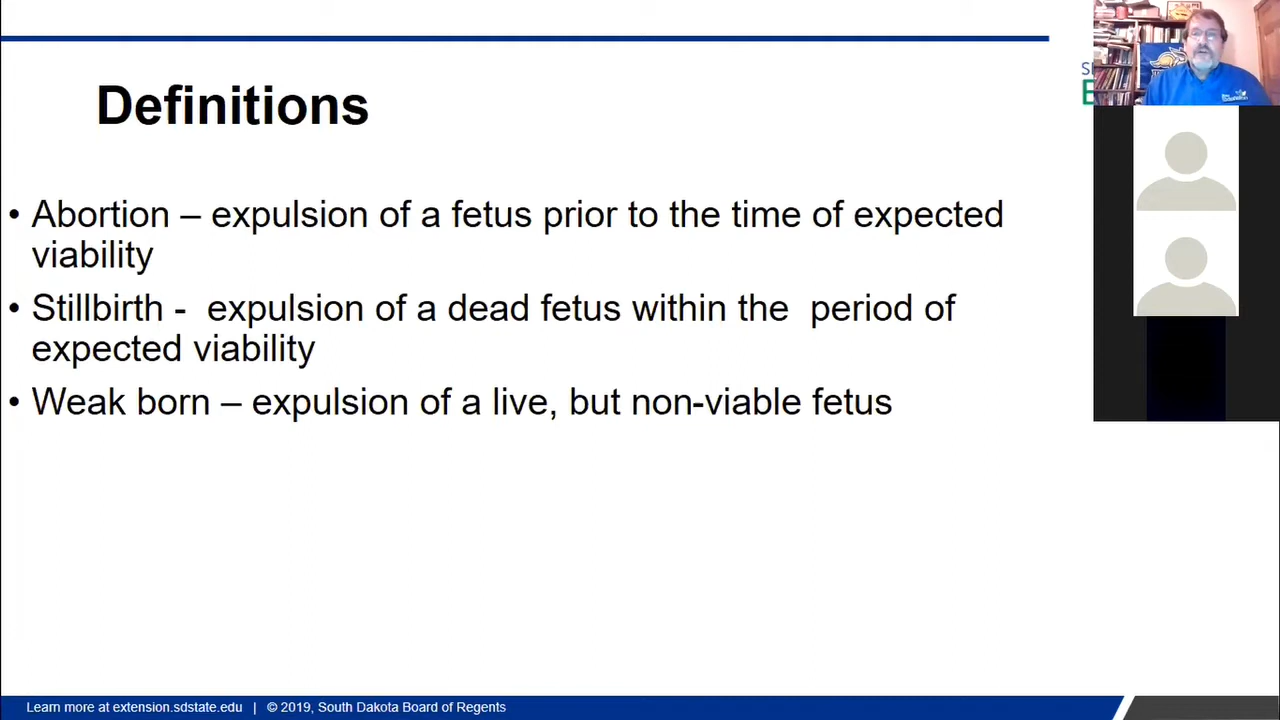 Definitions
• Abortion – expulsion of a fetus prior to the time of expected
viability
• Stillbirth - expulsion of a dead fetus within the period of
expected viability
• Weak born – expulsion of a live, but non-viable fetus
Learn more at extension.sdstate.edu | © 2019, South Dakota Board of Regents